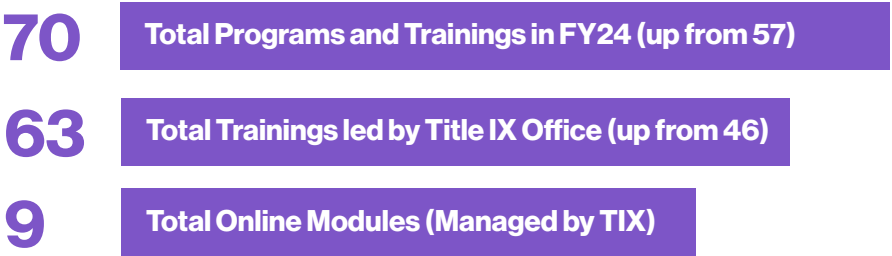 70 Total Programs and Trainings in FY24 (up from 57)
63 Total Trainings led by Title IX Office (up from 46)
9 Total Online Modules (Managed by TIX)